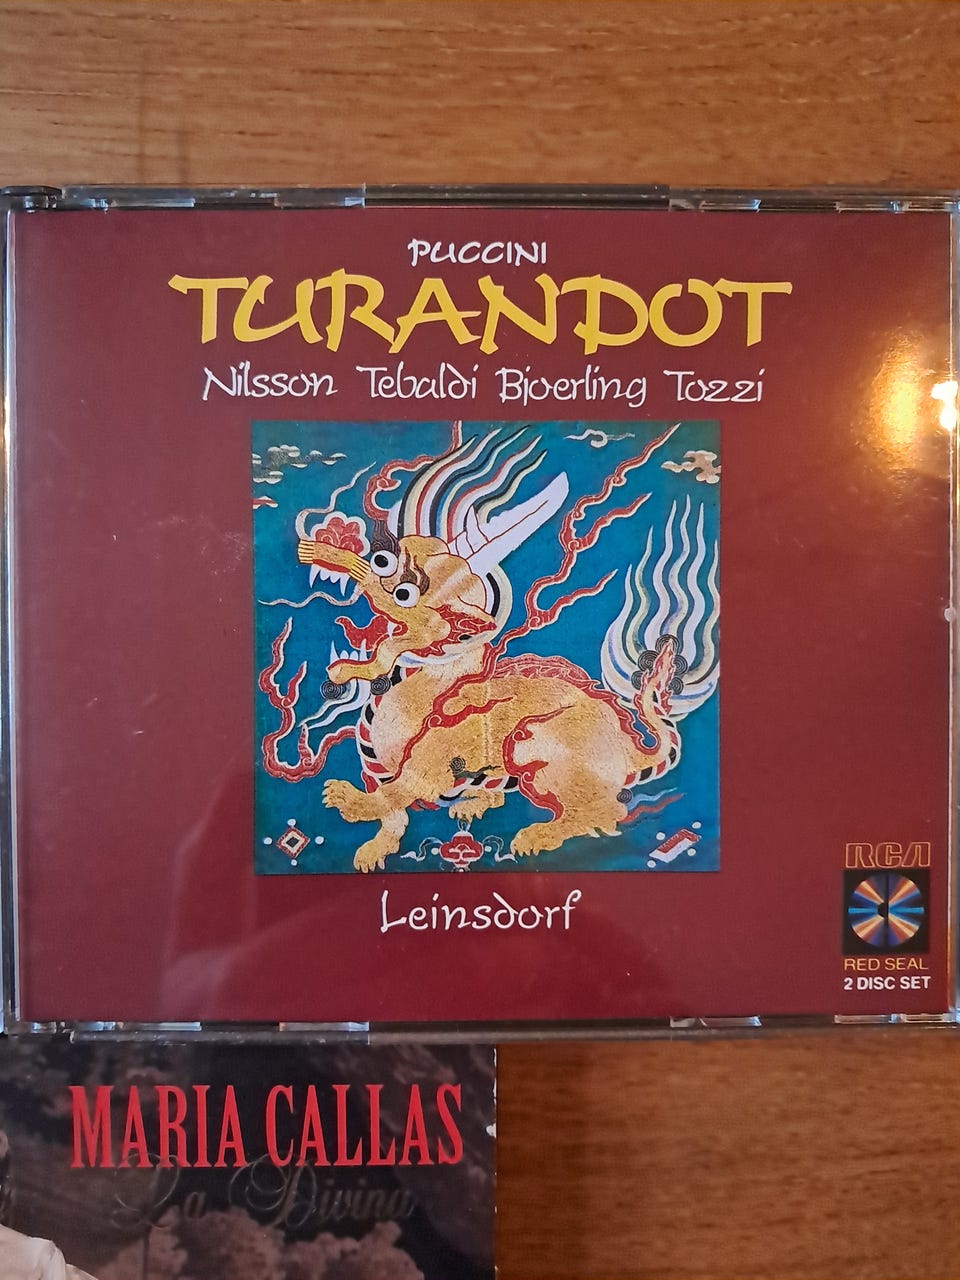 PUCCINI
TURANDOT
Nilsson Tebaldi Bjoerling Tozzi
Leinsdorf
RCA
RED SEAL
2 DISC SET
MARIA CALLAS
La Divina